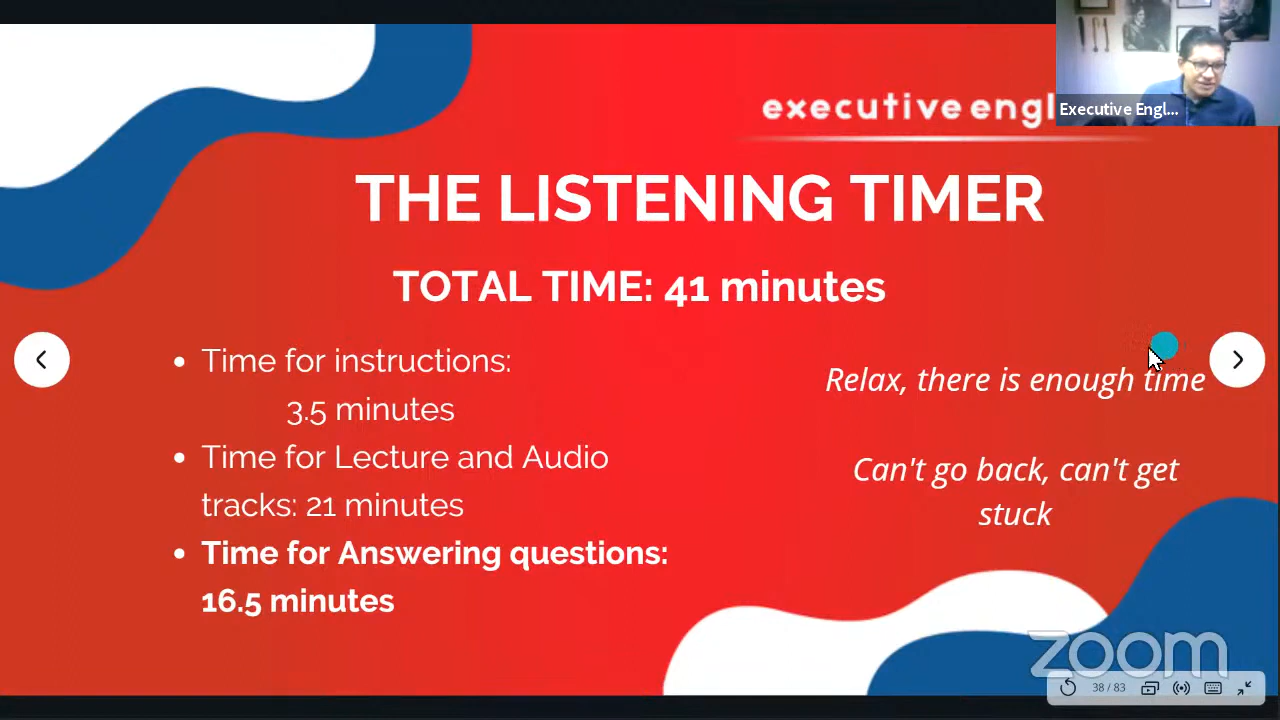 executive engl
Executive Engl...
THE LISTENING TIMER
TOTAL TIME: 41 minutes
• Time for instructions:
3.5 minutes
• Time for Lecture and Audio
tracks: 21 minutes
• Time for Answering questions:
16.5 minutes
Relax, there is enough time
Can't go back, can't get
stuck
zoom
38 / 83